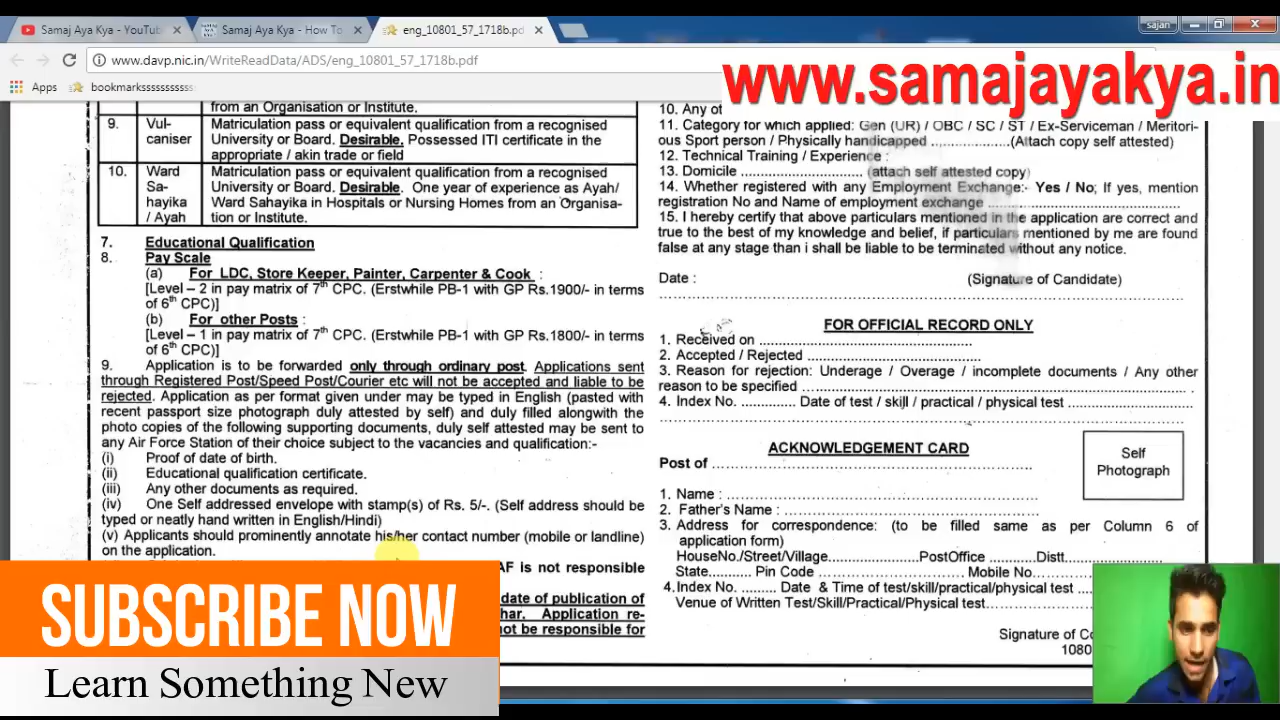 Samaj Aya Kya - YouTub
Samaj Aya Kya - How To
eng_10801_57_1718b.pd
sajan
www.davp.nic.in/WriteReadData/ADS/eng_10801_57_1718b.pdf
Apps
bookmarksssssssssss
www.samajayakya.in
from an Organisation or Institute.
9. Vul-
caniser
Matriculation pass or equivalent qualification from a recognised
University or Board. Desirable. Possessed ITI certificate in the
appropriate / akin trade or field
10. Ward
Sa-
hayika
/ Ayah
Matriculation pass or equivalent qualification from a recognised
University or Board. Desirable. One year of experience as Ayah/
Ward Sahayika in Hospitals or Nursing Homes from an Organisa-
tion or Institute.
7. Educational Qualification
8. Pay Scale
(a) For LDC, Store Keeper, Painter, Carpenter & Cook :
[Level – 2 in pay matrix of 7th CPC. (Erstwhile PB-1 with GP Rs.1900/- in terms
of 6th CPC)]
(b) For other Posts :
[Level – 1 in pay matrix of 7th CPC. (Erstwhile PB-1 with GP Rs.1800/- in terms
of 6th CPC)]
9. Application is to be forwarded only through ordinary post. Applications sent
through Registered Post/Speed Post/Courier etc will not be accepted and liable to be
rejected. Application as per format given under may be typed in English (pasted with
recent passport size photograph duly attested by self) and duly filled alongwith the
photo copies of the following supporting documents, duly self attested may be sent to
any Air Force Station of their choice subject to the vacancies and qualification:-
(i) Proof of date of birth.
(ii) Educational qualification certificate.
(iii) Any other documents as required.
(iv) One Self addressed envelope with stamp(s) of Rs. 5/-. (Self address should be
typed or neatly hand written in English/Hindi)
(v) Applicants should prominently annotate his/her contact number (mobile or landline)
on the application.
AF is not responsible
date of publication of
har. Application re-
not be responsible for
10. Any ot
11. Category for which applied: Gen (UR) / OBC / SC / ST / Ex-Serviceman / Meritori-
ous Sport person / Physically handicapped ..............(Attach copy self attested)
12. Technical Training / Experience :
13. Domicile .............................. (attach self attested copy)
14. Whether registered with any Employment Exchange:- Yes / No; If yes, mention
registration No and Name of employment exchange ..................................................
15. I hereby certify that above particulars mentioned in the application are correct and
true to the best of my knowledge and belief, if particulars mentioned by me are found
false at any stage than i shall be liable to be terminated without any notice.
Date :
(Signature of Candidate)
FOR OFFICIAL RECORD ONLY
1. Received on ......................................................
2. Accepted / Rejected ............................................
3. Reason for rejection: Underage / Overage / incomplete documents / Any other
reason to be specified ....................................................................................................
4. Index No. .............. Date of test / skill / practical / physical test ...............................
ACKNOWLEDGEMENT CARD
Self
Photograph
Post of ................................................................................
1. Name : ..............................................................................
2. Father's Name : ................................................................
3. Address for correspondence: (to be filled same as per Column 6 of
application form)
HouseNo./Street/Village.......................PostOffice ..............Distt.
State.......... Pin Code ..................................... Mobile No.
4.Index No. ......... Date & Time of test/skill/practical/physical test ....
Venue of Written Test/Skill/Practical/Physical test..........................
Signature of Co
1080
SUBSCRIBE NOW
Learn Something New